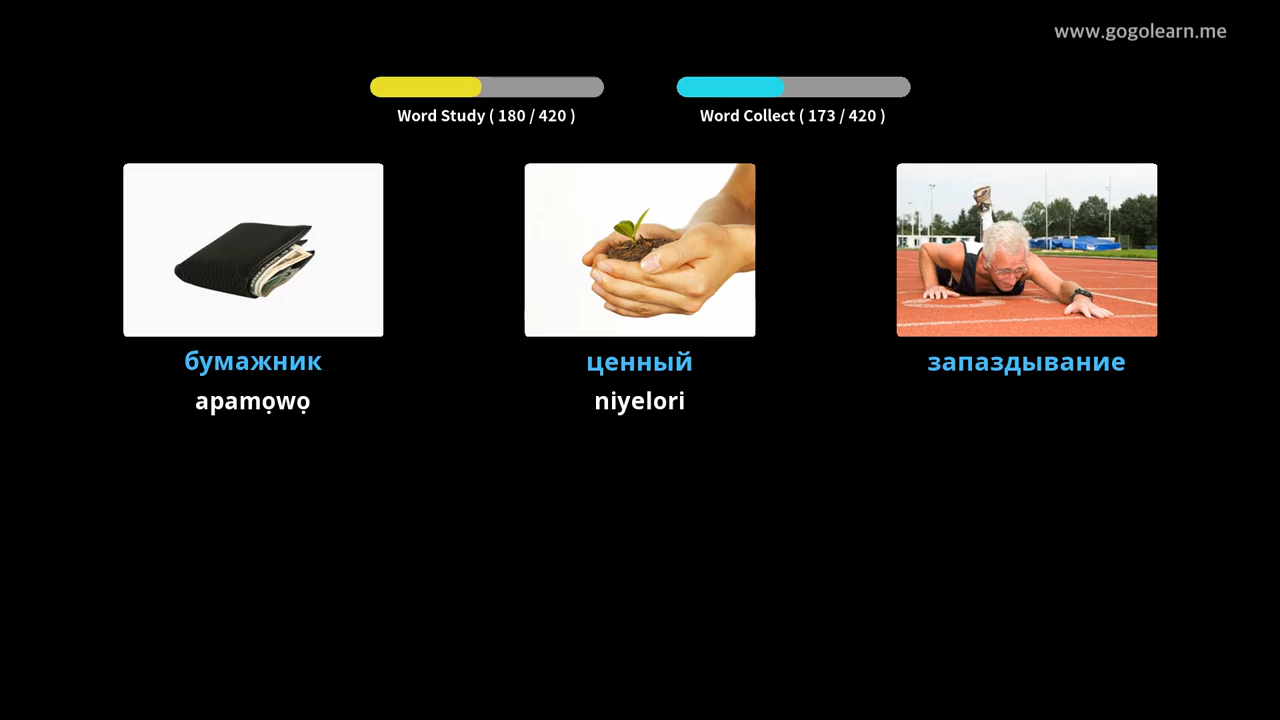 www.gogolearn.me
Word Study ( 180 / 420 )
Word Collect ( 173 / 420 )
бумажник
ценный
запаздывание
apamọwọ
niyelori